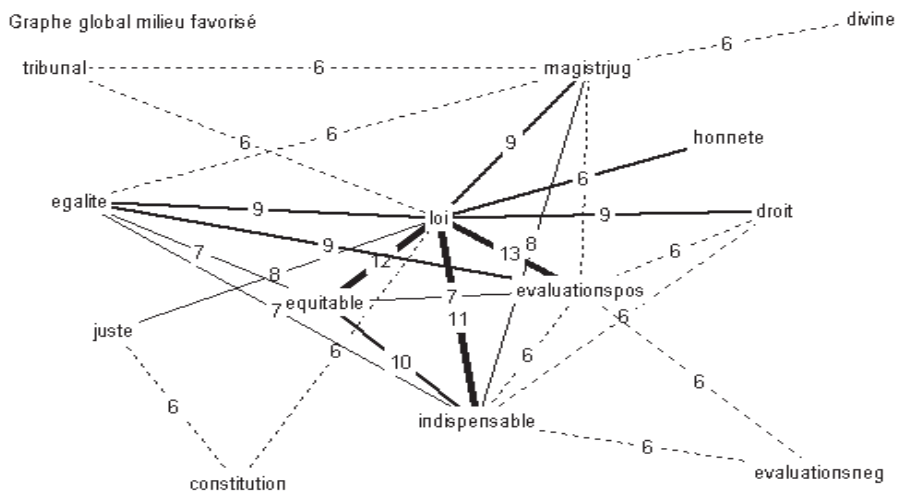 Graphe global milieu favorisé
divine
6
tribunal
6
magistrjug
6
6
9
honnete
6
egalite
9
loi
9
droit
7
9
12
13
8
6
8
equitable
7
evaluationspos
7
11
6
juste
6
10
6
6
6
indispensable
6
constitution
evaluationsneg